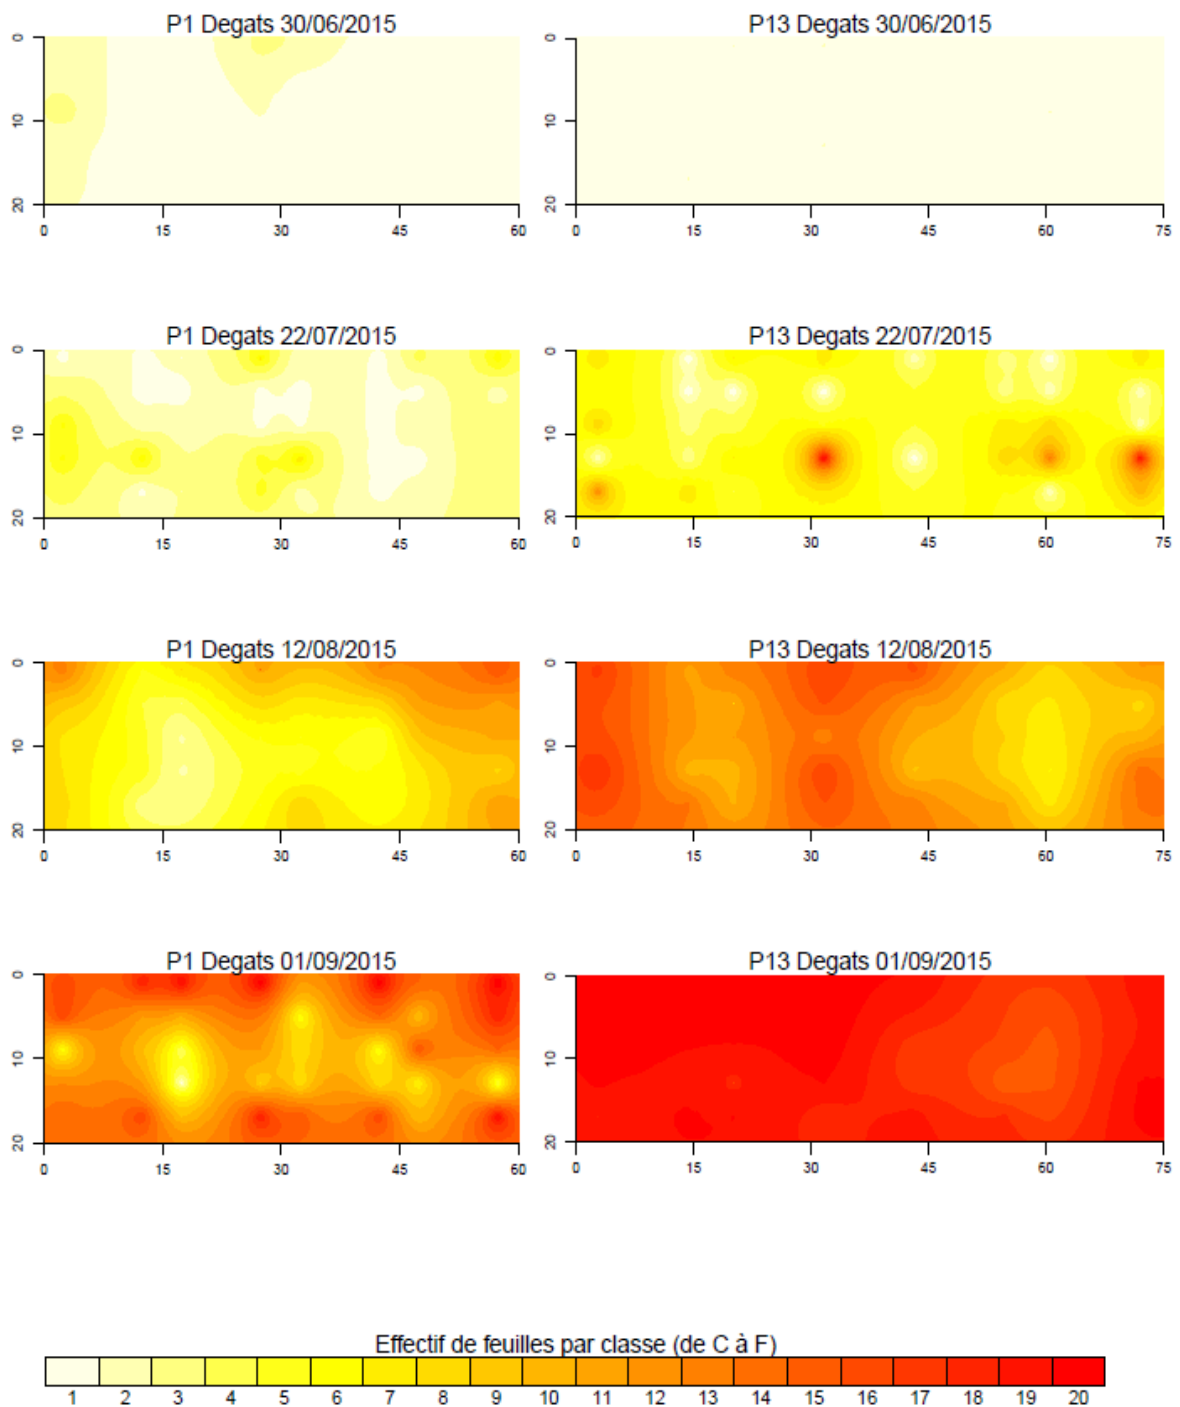 P1 Degats 30/06/2015
P13 Degats 30/06/2015
0
10
20
0 15 30 45 60
0
10
20
0 15 30 45 75
P1 Degats 22/07/2015
P13 Degats 22/07/2015
0
10
20
0 15 30 45 60
0
10
20
0 15 30 45 60 75
P1 Degats 12/08/2015
P13 Degats 12/08/2015
0
10
20
0 15 30 45 60
0
10
20
0 15 30 45 60 75
P1 Degats 01/09/2015
P13 Degats 01/09/2015
0
10
20
0 15 30 45 60
0
10
20
0 15 30 45 60 75
Effectif de feuilles par classe (de C à F)
1 2 3 4 5 6 7 8 9 10 11 12 13 14 15 16 17 18 19 20